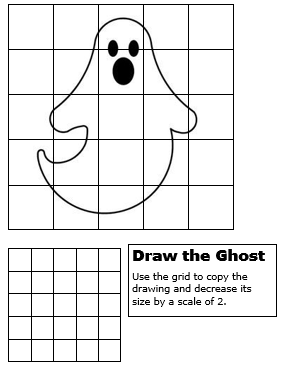 Draw the Ghost
Use the grid to copy the
drawing and decrease its
size by a scale of 2.